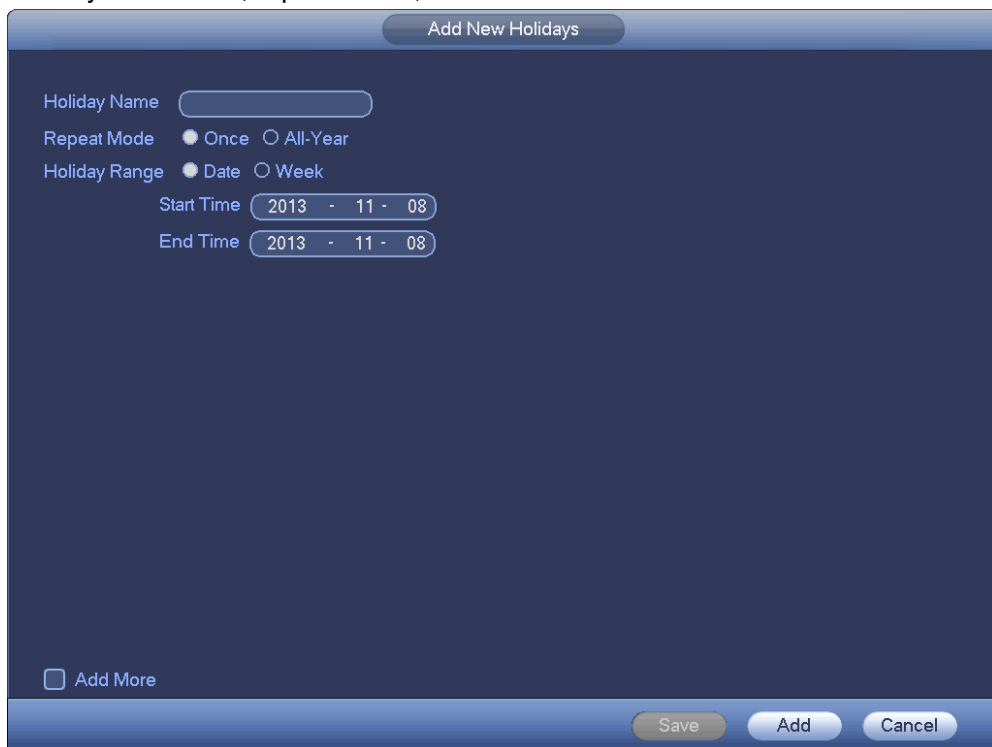 Add New Holidays
Holiday Name
Repeat Mode Once All-Year
Holiday Range Date Week
Start Time 2013 - 11 - 08
End Time 2013 - 11 - 08
Add More
Save Add Cancel